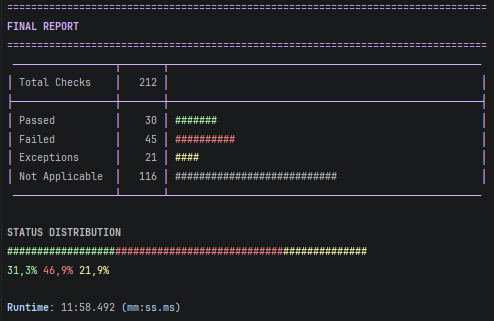 ================================================================================
FINAL REPORT
================================================================================
Total Checks 212
Passed 30 #######
Failed 45 ##########
Exceptions 21 ####
Not Applicable 116 ###########################
STATUS DISTRIBUTION
############################################################
31,3% 46,9% 21,9%
Runtime: 11:58.492 (mm:ss.ms)